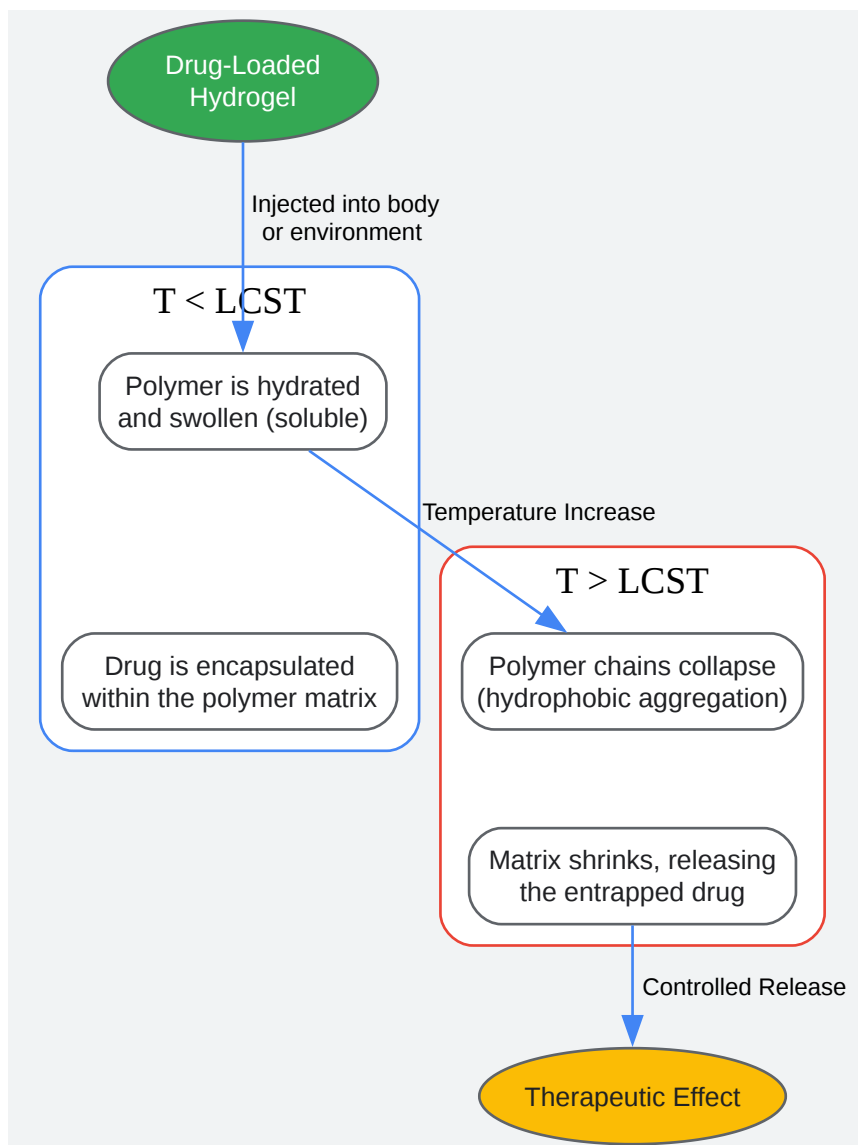 Drug-Loaded
Hydrogel
Injected into body
or environment
T < LCST
Polymer is hydrated
and swollen (soluble)
Temperature Increase
T > LCST
Drug is encapsulated
within the polymer matrix
Polymer chains collapse
(hydrophobic aggregation)
Matrix shrinks, releasing
the entrapped drug
Controlled Release
Therapeutic Effect